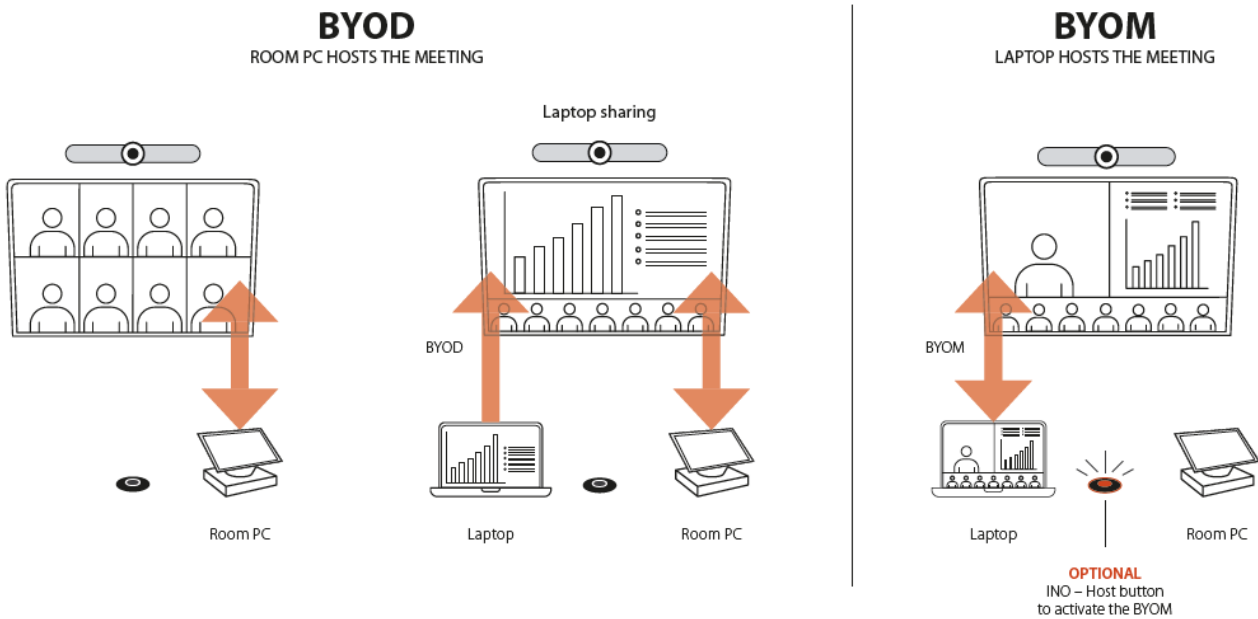 BYOD
ROOM PC HOSTS THE MEETING
Laptop sharing
BYOD
Room PC
Laptop
Room PC
BYOM
LAPTOP HOSTS THE MEETING
BYOM
Laptop
Room PC
OPTIONAL
INO – Host button
to activate the BYOM